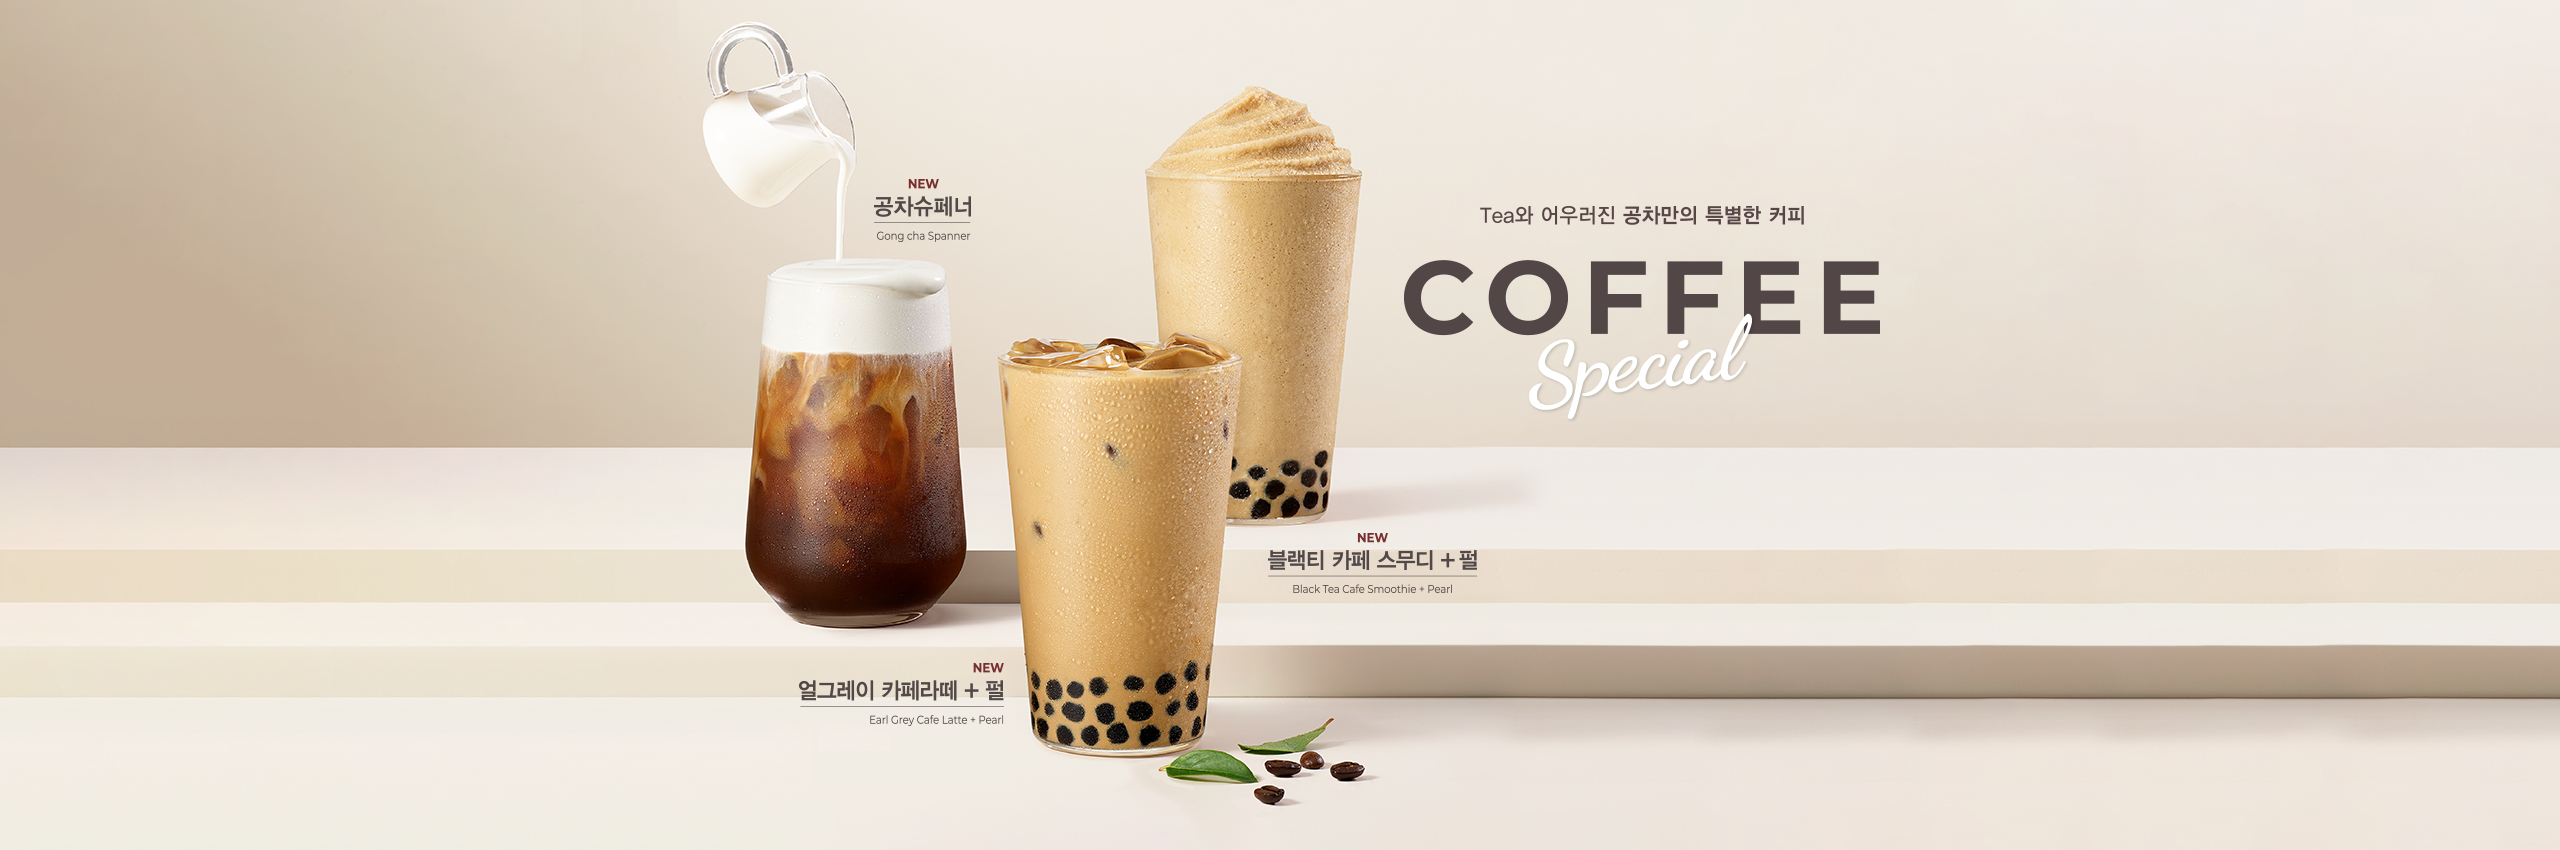 NEW
공차슈페너
Gong cha Spanner
Tea와 어우러진 공차만의 특별한 커피
COFFEE
Special
NEW
블랙티 카페 스무디 + 펄
Black Tea Cafe Smoothie + Pearl
NEW
얼그레이 카페라떼 + 펄
Earl Grey Cafe Latte + Pearl